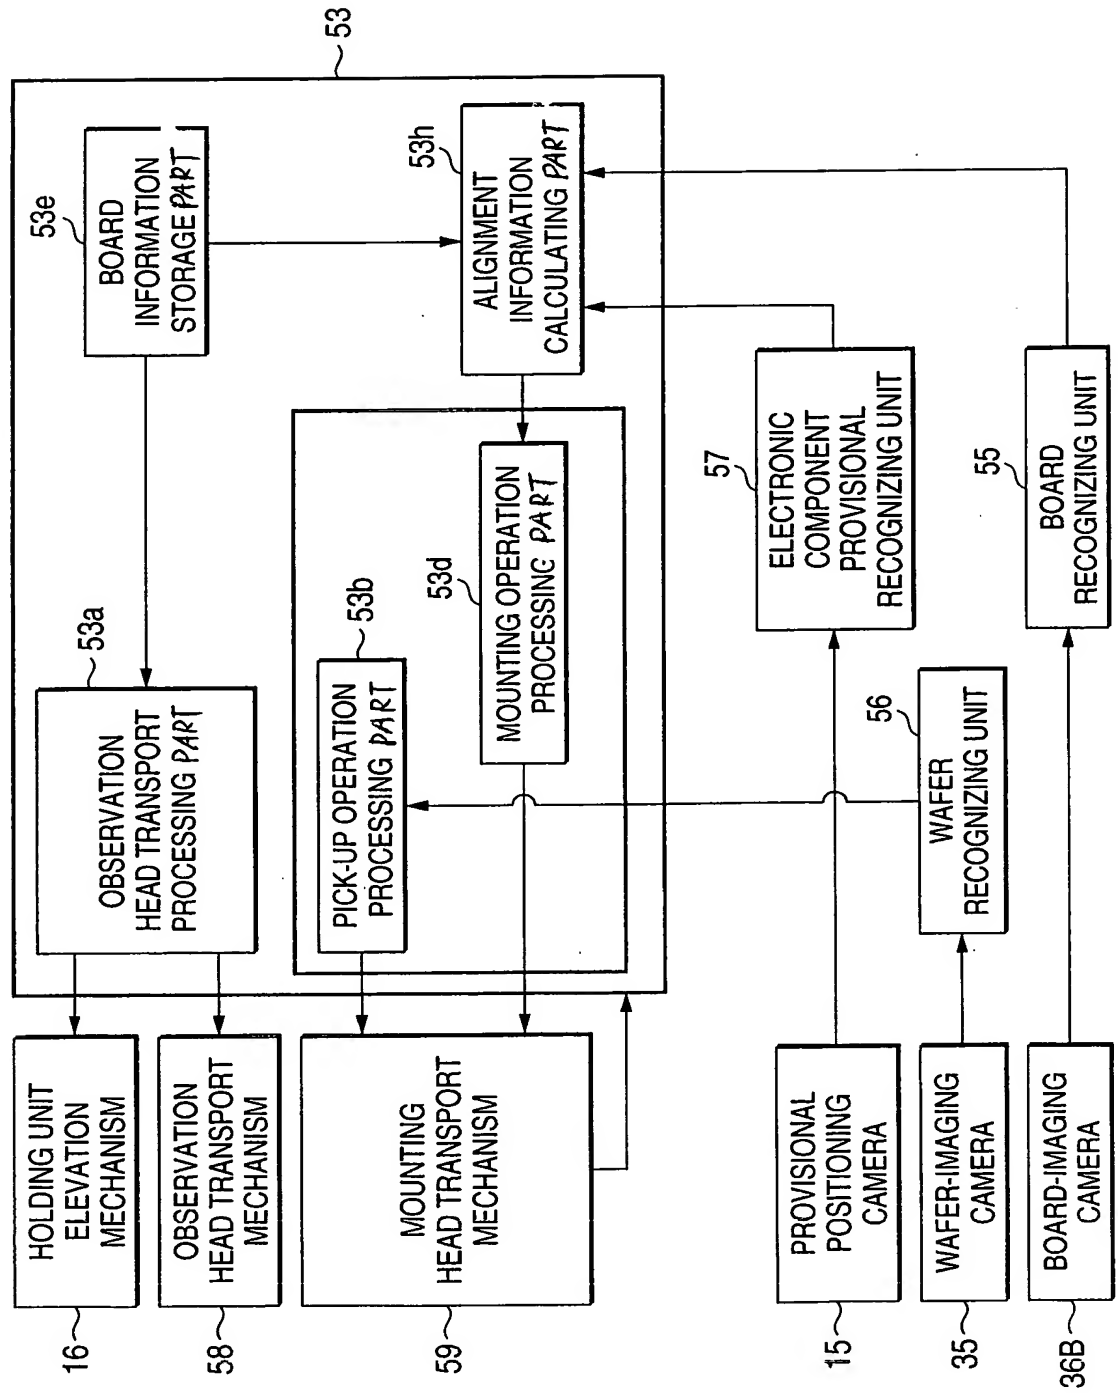 53
53e
BOARD
INFORMATION
STORAGE PART
53h
ALIGNMENT
INFORMATION
CALCULATING PART
53a
OBSERVATION
HEAD TRANSPORT
PROCESSING PART
53b
PICK-UP OPERATION
PROCESSING PART
53d
MOUNTING OPERATION
PROCESSING PART
16
HOLDING UNIT
ELEVATION
MECHANISM
58
OBSERVATION
HEAD TRANSPORT
MECHANISM
59
MOUNTING
HEAD TRANSPORT
MECHANISM
57
ELECTRONIC
COMPONENT
PROVISIONAL
RECOGNIZING UNIT
56
WAFER
RECOGNIZING UNIT
55
BOARD
RECOGNIZING UNIT
15
PROVISIONAL
POSITIONING
CAMERA
35
WAFER-IMAGING
CAMERA
36B
BOARD-IMAGING
CAMERA